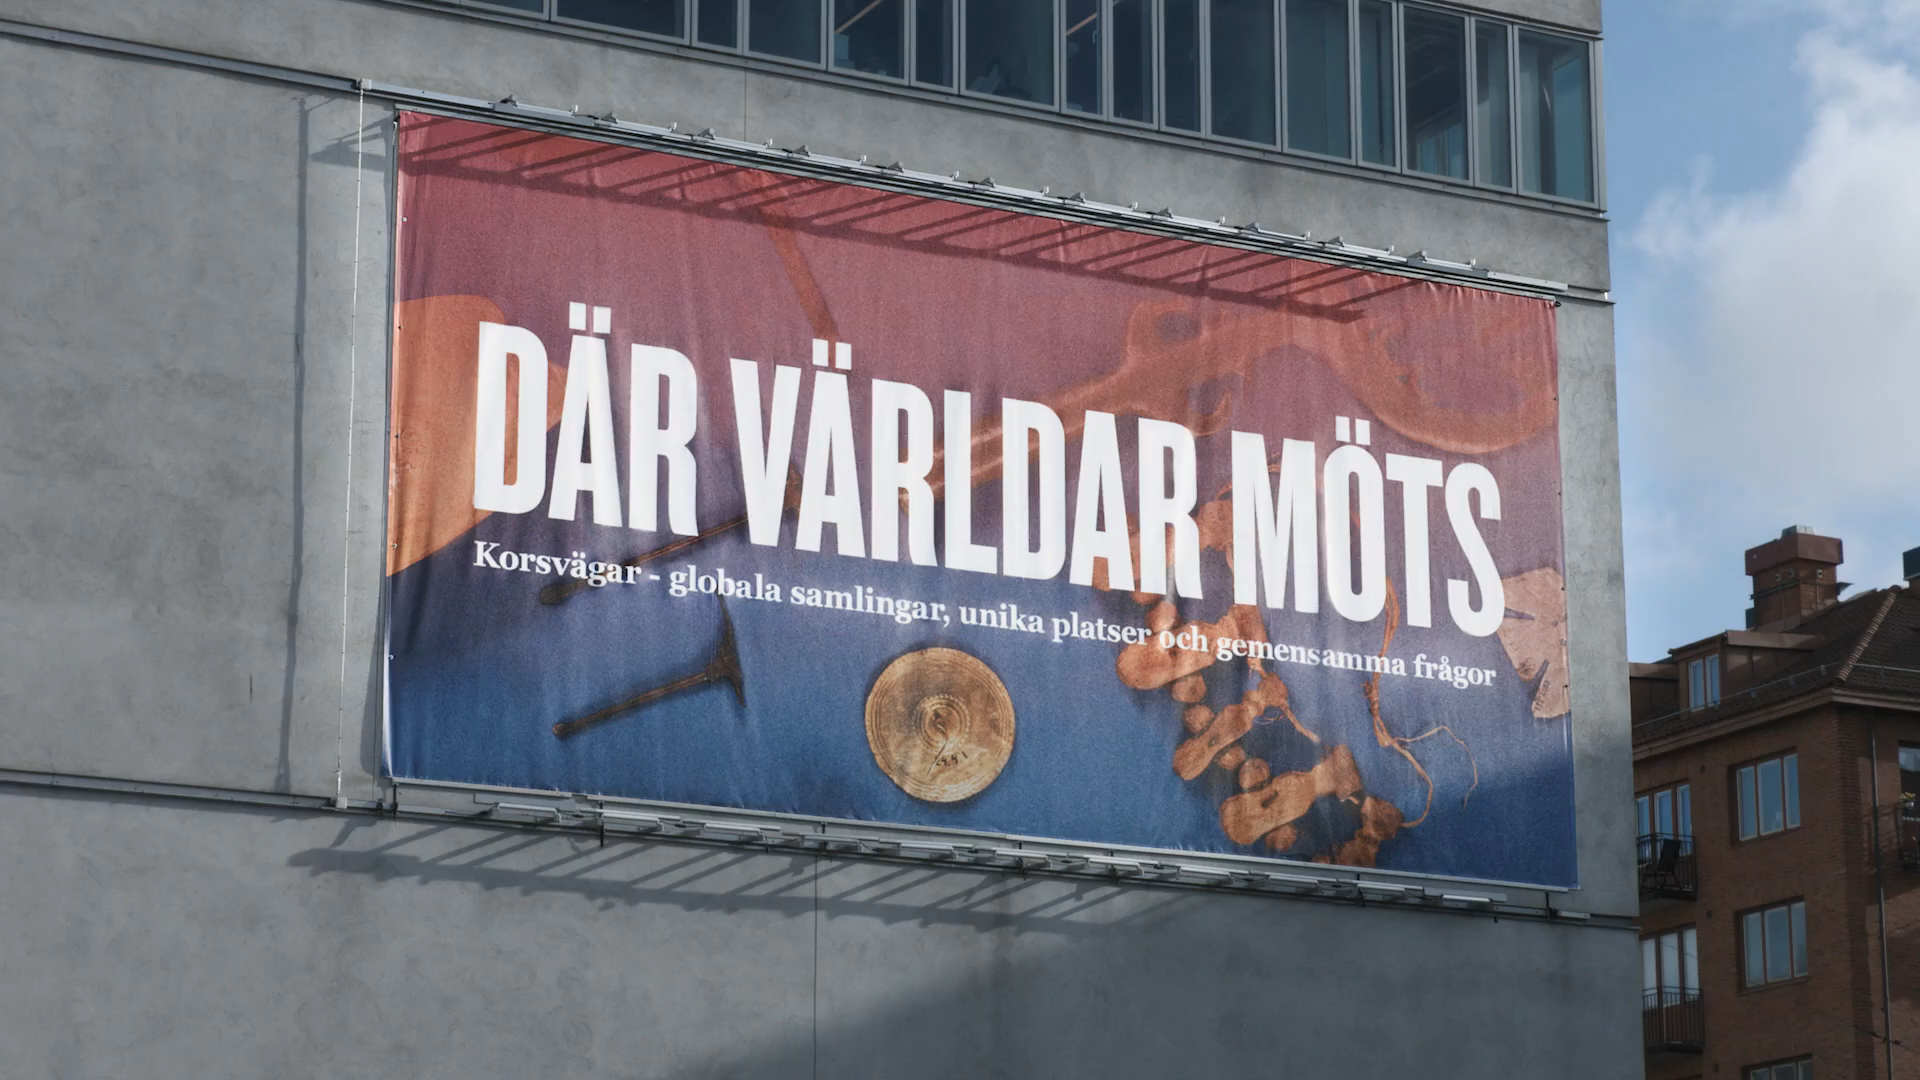 DÄR VÄRLDAR MÖTS
Korsvägar - globala samlingar, unika platser och gemensamma frågor